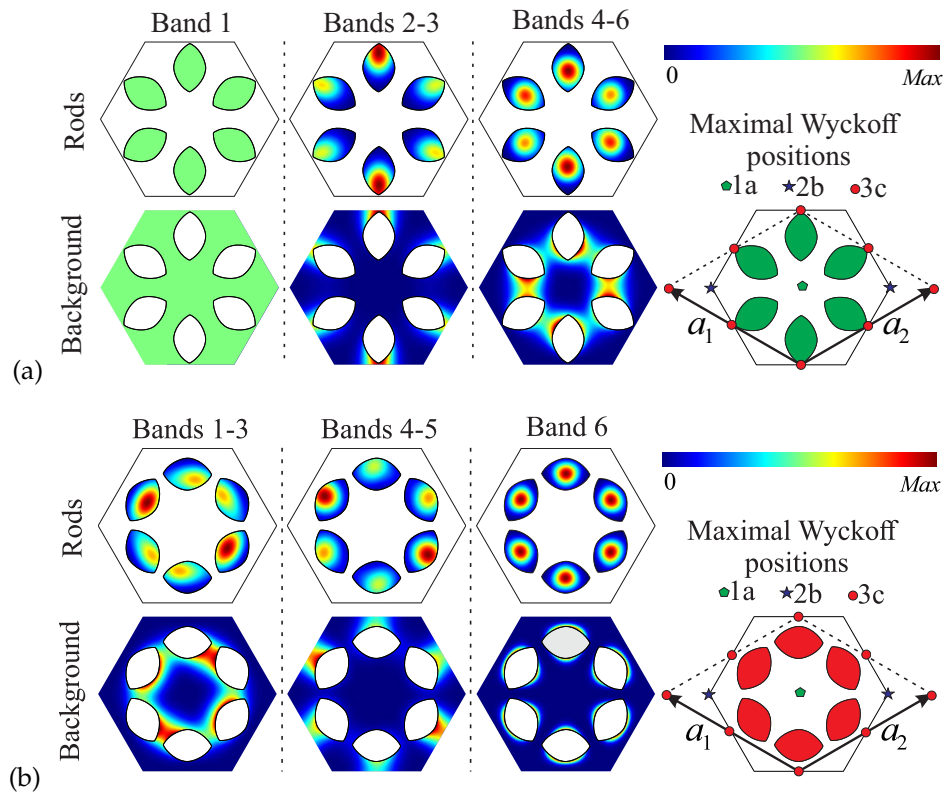 (a)
Band 1
Bands 2-3
Bands 4-6
Rods
Background
0
Max
Maximal Wyckoff
positions
1a 2b 3c
a1
a2
(b)
Bands 1-3
Bands 4-5
Band 6
Rods
Background
0
Max
Maximal Wyckoff
positions
1a 2b 3c
a1
a2